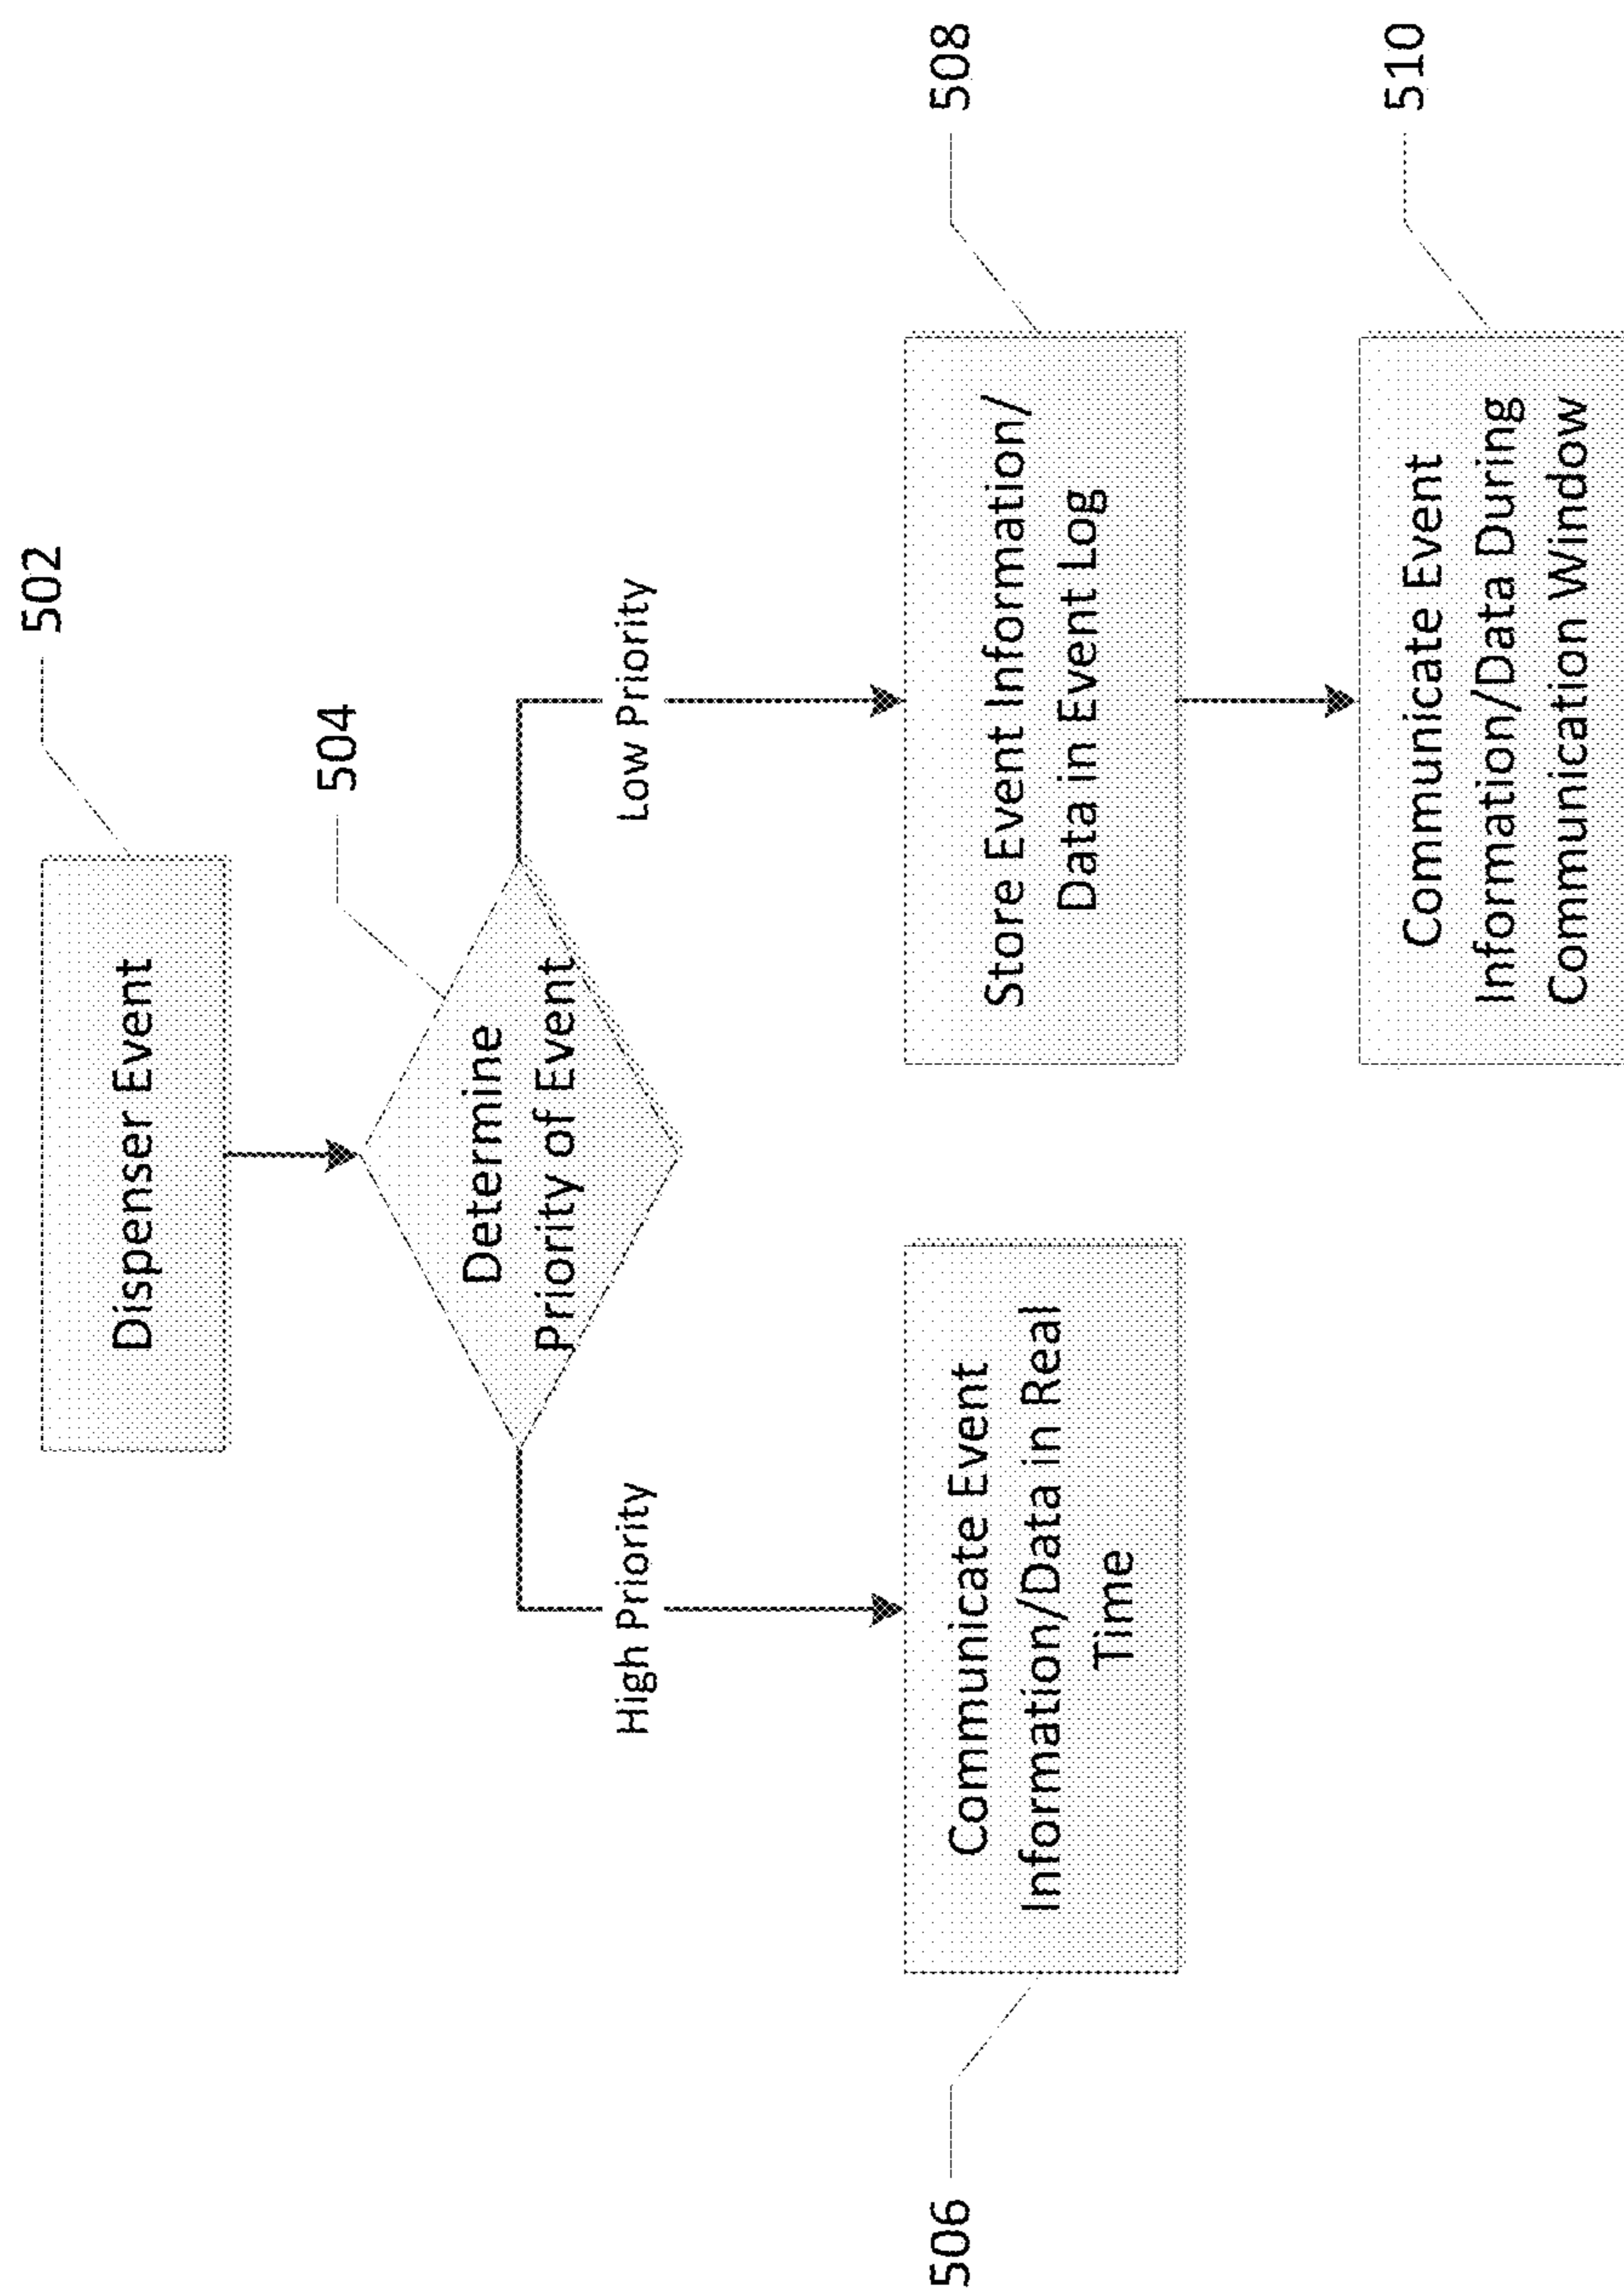 502
Dispenser Event
504
Determine
Priority of Event
High Priority
Low Priority
506
Communicate Event
Information/Data in Real
Time
508
Store Event Information/
Data in Event Log
510
Communicate Event
Information/Data During
Communication Window